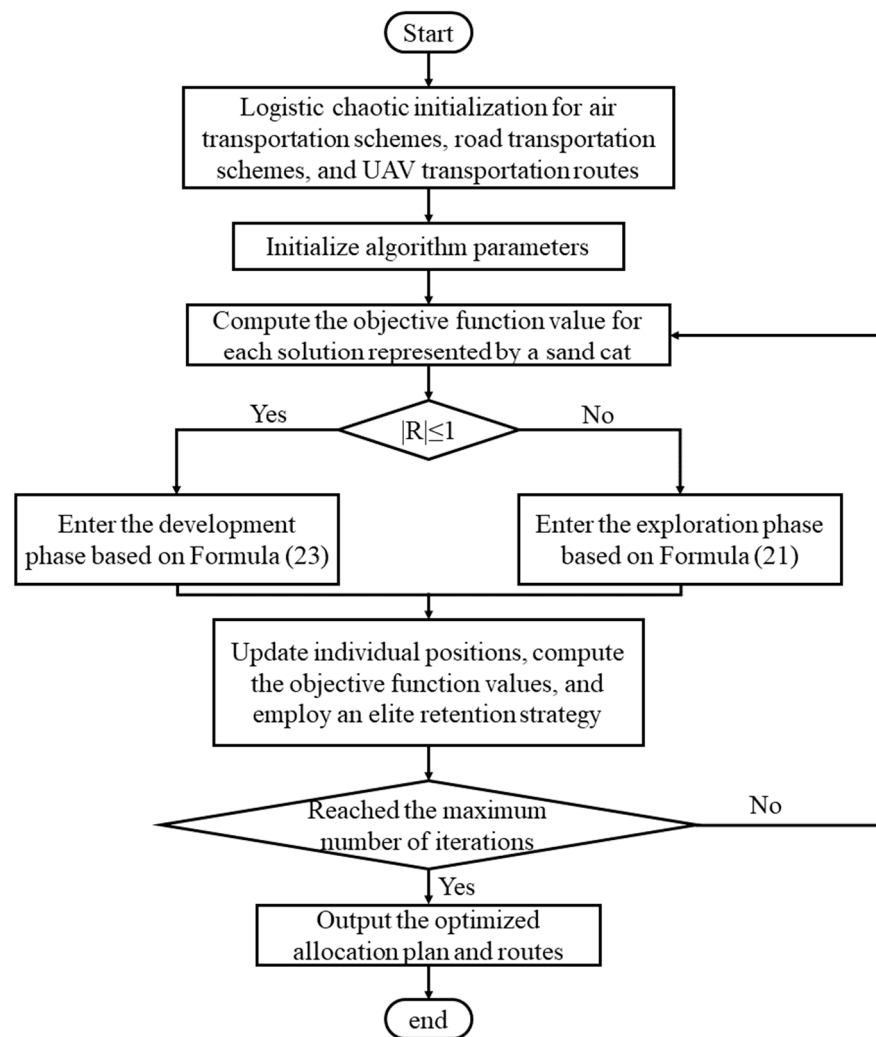 Start
Logistic chaotic initialization for air
transportation schemes, road transportation
schemes, and UAV transportation routes
Initialize algorithm parameters
Compute the objective function value for
each solution represented by a sand cat
Yes
|R|≤1
No
Enter the development
phase based on Formula (23)
Enter the exploration phase
based on Formula (21)
Update individual positions, compute
the objective function values, and
employ an elite retention strategy
Reached the maximum
number of iterations
No
Yes
Output the optimized
allocation plan and routes
end